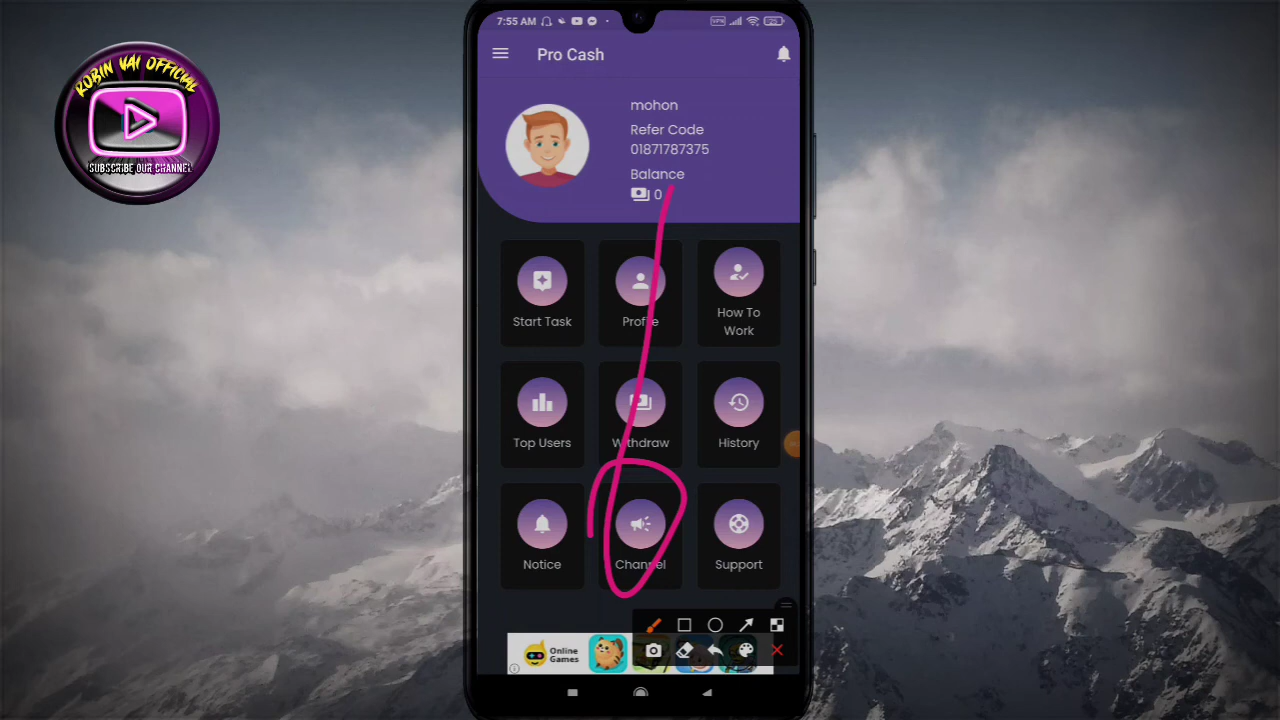 ROBIN VAI OFFICIAL
SUBSCRIBE OUR CHANNEL
7:55 AM
VPN
Pro Cash
mohon
Refer Code
01871787375
Balance
0
Start Task
Profile
How To
Work
Top Users
Withdraw
History
Notice
Channel
Support
Online
Games